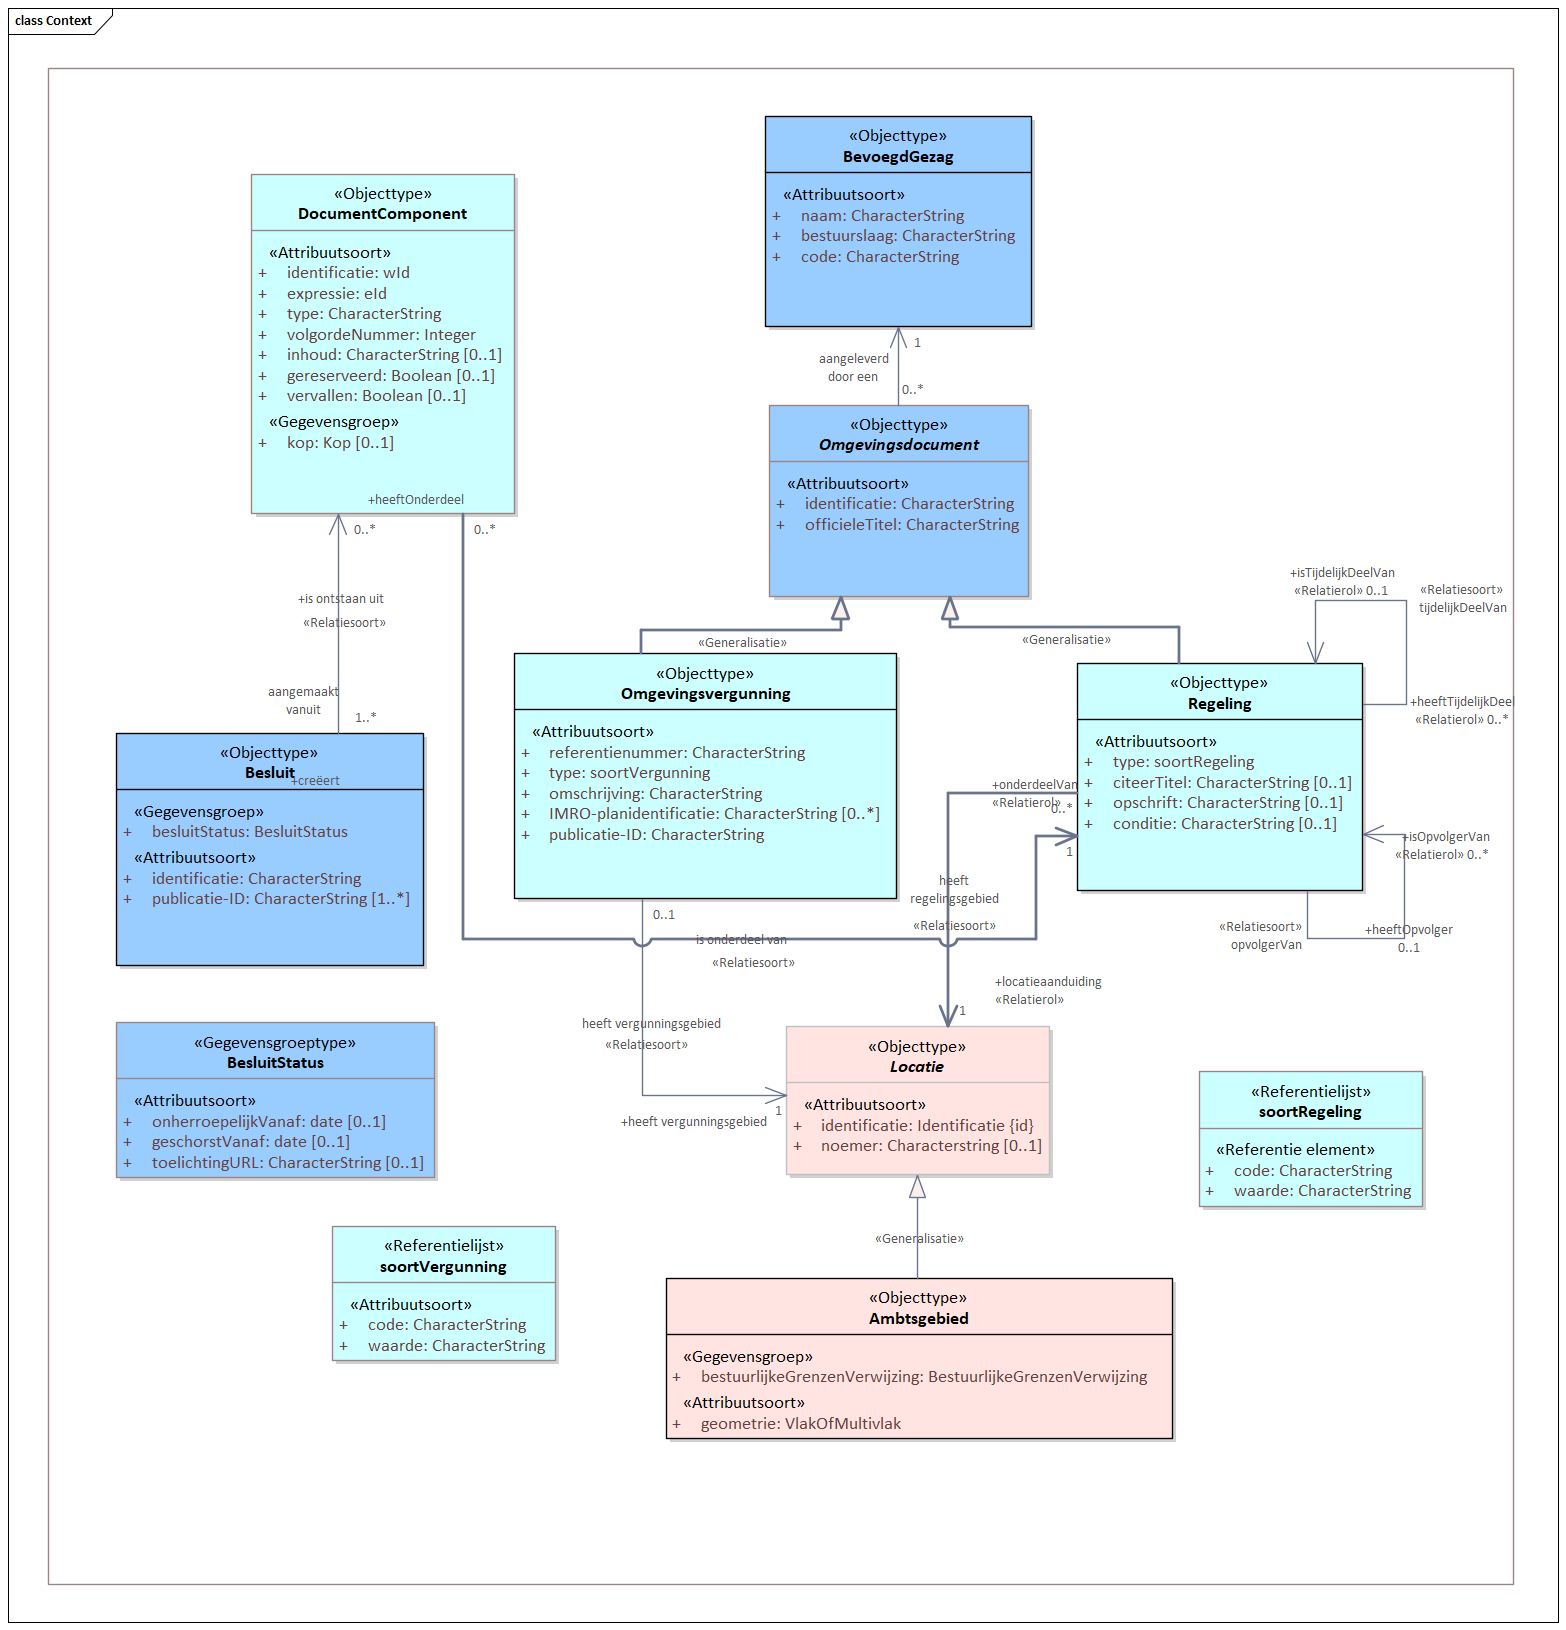 class Context
«Objecttype»
BevoegdGezag
«Attribuutsoort»
+ naam: CharacterString
+ bestuurslaag: CharacterString
+ code: CharacterString
«Objecttype»
DocumentComponent
«Attribuutsoort»
+ identificatie: wId
+ expressie: eId
+ type: CharacterString
+ volgordeNummer: Integer
+ inhoud: CharacterString [0..1]
+ gereserveerd: Boolean [0..1]
+ vervallen: Boolean [0..1]
«Gegevensgroep»
+ kop: Kop [0..1]
+heeftOnderdeel
0..*
0..*
1
aangeleverd
door een
0..*
«Objecttype»
Omgevingsdocument
«Attribuutsoort»
+ identificatie: CharacterString
+ officieleTitel: CharacterString
+is ontstaan uit
«Relatiesoort»
aangemaakt
vanuit
1..*
«Generalisatie»
«Generalisatie»
+isTijdelijkDeelVan
«Relatierol» 0..1
«Relatiesoort»
tijdelijkDeelVan
+heeftTijdelijkDeel
«Relatierol» 0..*
«Objecttype»
Besluit
+creëert
«Gegevensgroep»
+ besluitStatus: BesluitStatus
«Attribuutsoort»
+ identificatie: CharacterString
+ publicatie-ID: CharacterString [1..*]
«Objecttype»
Omgevingsvergunning
«Attribuutsoort»
+ referentienummer: CharacterString
+ type: soortVergunning
+ omschrijving: CharacterString
+ IMRO-planidentificatie: CharacterString [0..*]
+ publicatie-ID: CharacterString
«Objecttype»
Regeling
«Attribuutsoort»
+ type: soortRegeling
+ citeerTitel: CharacterString [0..1]
+ opschrift: CharacterString [0..1]
+ conditie: CharacterString [0..1]
+onderdeelVan
«Relatierol»
0..*
1
+isOpvolgerVan
«Relatierol» 0..*
«Relatiesoort»
opvolgerVan
+heeftOpvolger
0..1
heeft
regelingsgebied
«Relatiesoort»
0..1
is onderdeel van
«Relatiesoort»
+locatieaanduiding
«Relatierol»
1
heeft vergunningsgebied
«Relatiesoort»
1
+heeft vergunningsgebied
«Gegevensgroeptype»
BesluitStatus
«Attribuutsoort»
+ onherroepelijkVanaf: date [0..1]
+ geschorstVanaf: date [0..1]
+ toelichtingURL: CharacterString [0..1]
«Objecttype»
Locatie
«Attribuutsoort»
+ identificatie: Identificatie {id}
+ noemer: Characterstring [0..1]
«Referentielijst»
soortRegeling
«Referentie element»
+ code: CharacterString
+ waarde: CharacterString
«Referentielijst»
soortVergunning
«Attribuutsoort»
+ code: CharacterString
+ waarde: CharacterString
«Generalisatie»
«Objecttype»
Ambtsgebied
«Gegevensgroep»
+ bestuurlijkeGrenzenVerwijzing: BestuurlijkeGrenzenVerwijzing
«Attribuutsoort»
+ geometrie: VlakOfMultivlak